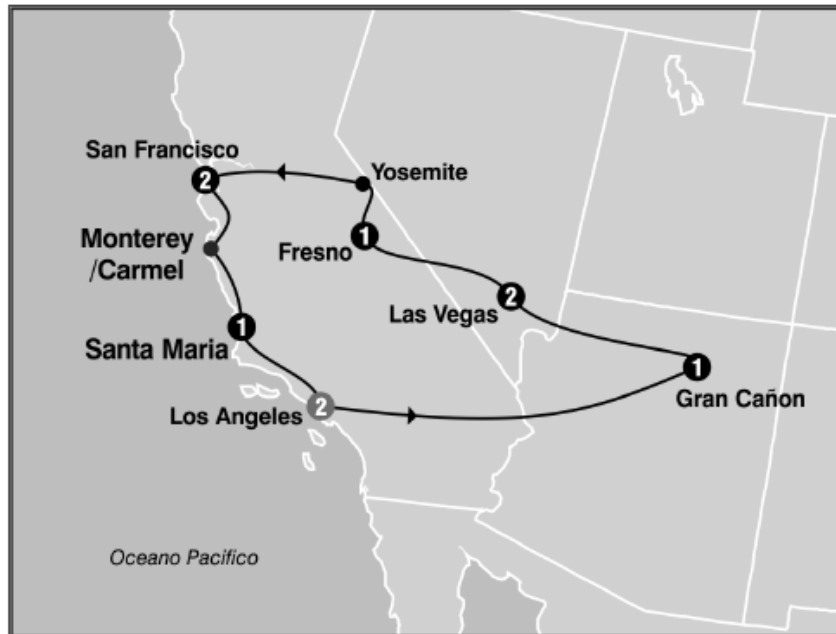 San Francisco
2
Yosemite
Monterey
/Carmel
Fresno
1
Las Vegas
2
Santa Maria
1
Gran Cañon
1
Los Angeles
2
Oceano Pacifico